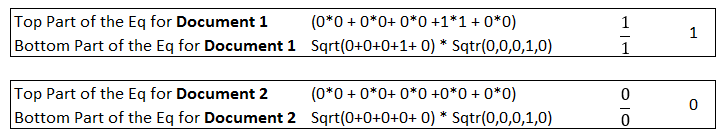 Top Part of the Eq for Document 1 (0*0 + 0*0+ 0*0 +1*1 + 0*0) 1 1
Bottom Part of the Eq for Document 1 Sqrt(0+0+0+1+ 0) * Sqtr(0,0,0,1,0) 1
Top Part of the Eq for Document 2 (0*0 + 0*0+ 0*0 +0*0 + 0*0) 0 0
Bottom Part of the Eq for Document 2 Sqrt(0+0+0+0+ 0) * Sqtr(0,0,0,1,0) 0